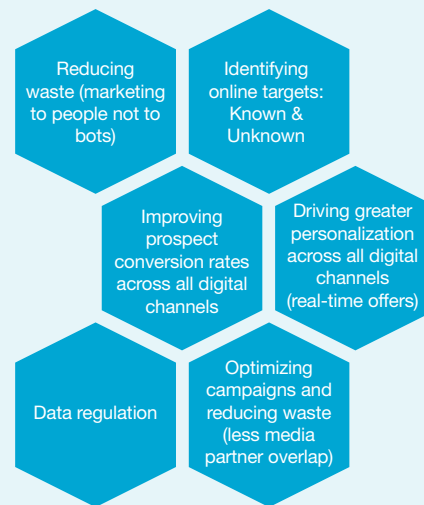 Reducing
waste (marketing
to people not to
bots)
Identifying
online targets:
Known &
Unknown
Improving
prospect
conversion rates
across all digital
channels
Driving greater
personalization
across all digital
channels
(real-time offers)
Data regulation
Optimizing
campaigns and
reducing waste
(less media
partner overlap)